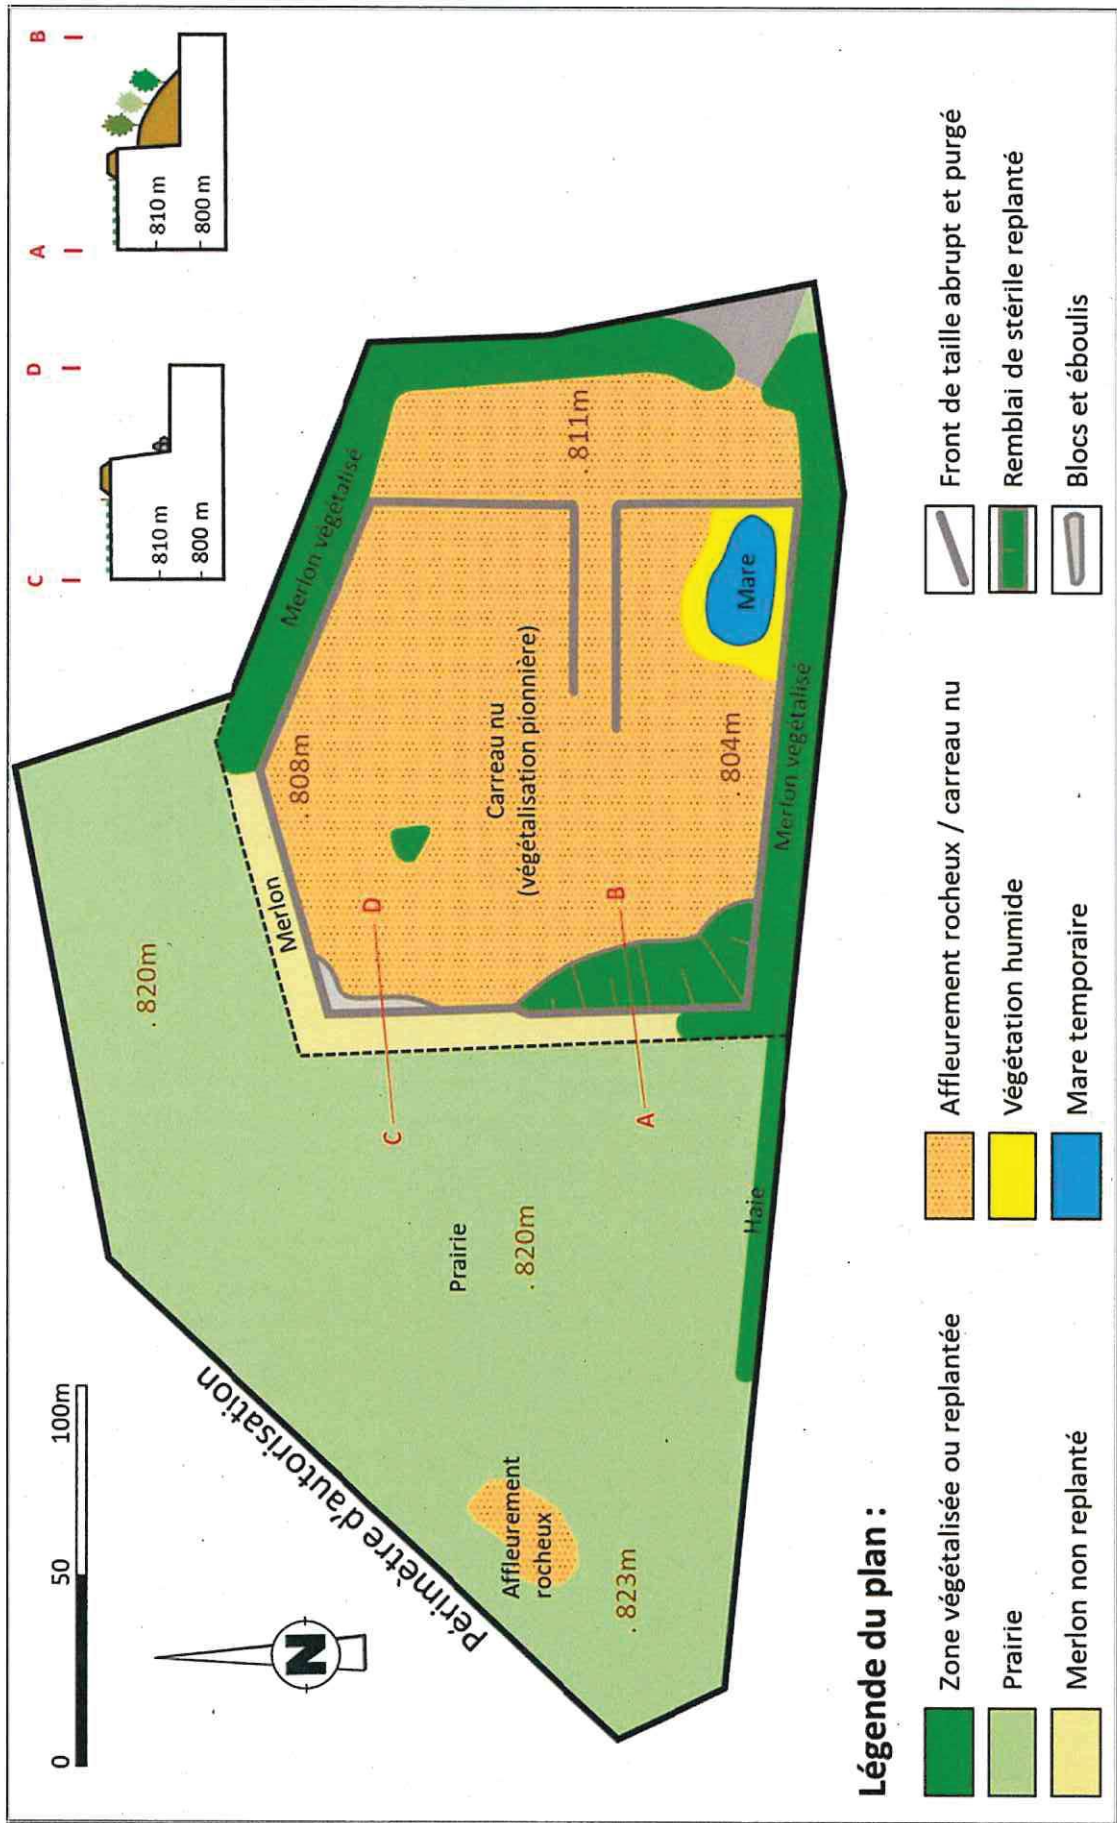 0 50 100m
N
Périmètre d'autorisation
C D
810 m
800 m
A B
810 m
800 m
. 820m
Merlon
Merlon végétalisé
. 808m
D
C
Prairie
. 820m
Carreau nu
(végétalisation pionnière)
. 811m
Affleurement
rocheux
. 823m
A
B
. 804m
Mare
Haie
Merlon végétalisé
Légende du plan :
Zone végétalisée ou replantée
Prairie
Merlon non replanté
Affleurement rocheux / carreau nu
Végétation humide
Mare temporaire
Front de taille abrupt et purgé
Remblai de stérile replanté
Blocs et éboulis